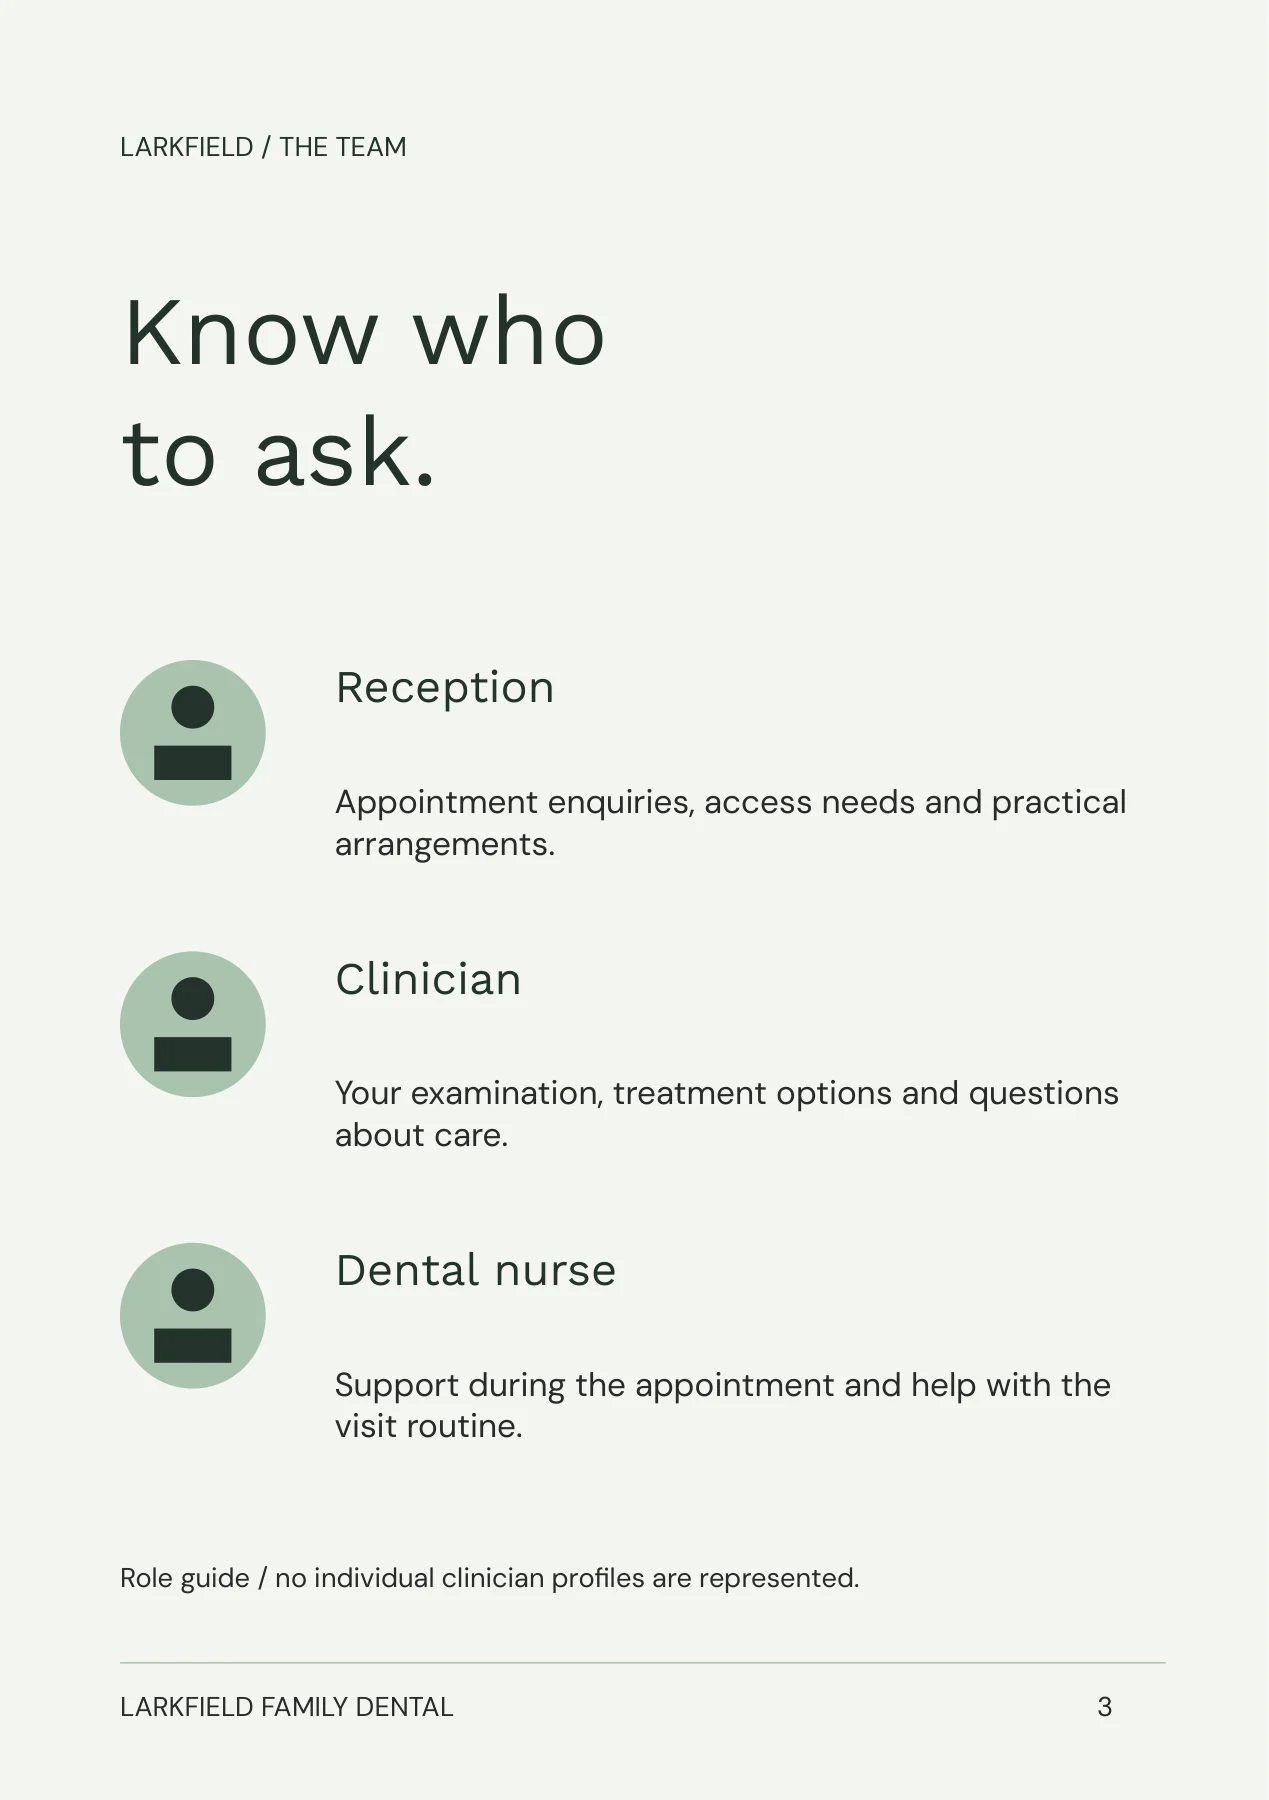 LARKFIELD / THE TEAM
Know who
to ask.
Reception
Appointment enquiries, access needs and practical
arrangements.
Clinician
Your examination, treatment options and questions
about care.
Dental nurse
Support during the appointment and help with the
visit routine.
Role guide / no individual clinician profiles are represented.
LARKFIELD FAMILY DENTAL
3